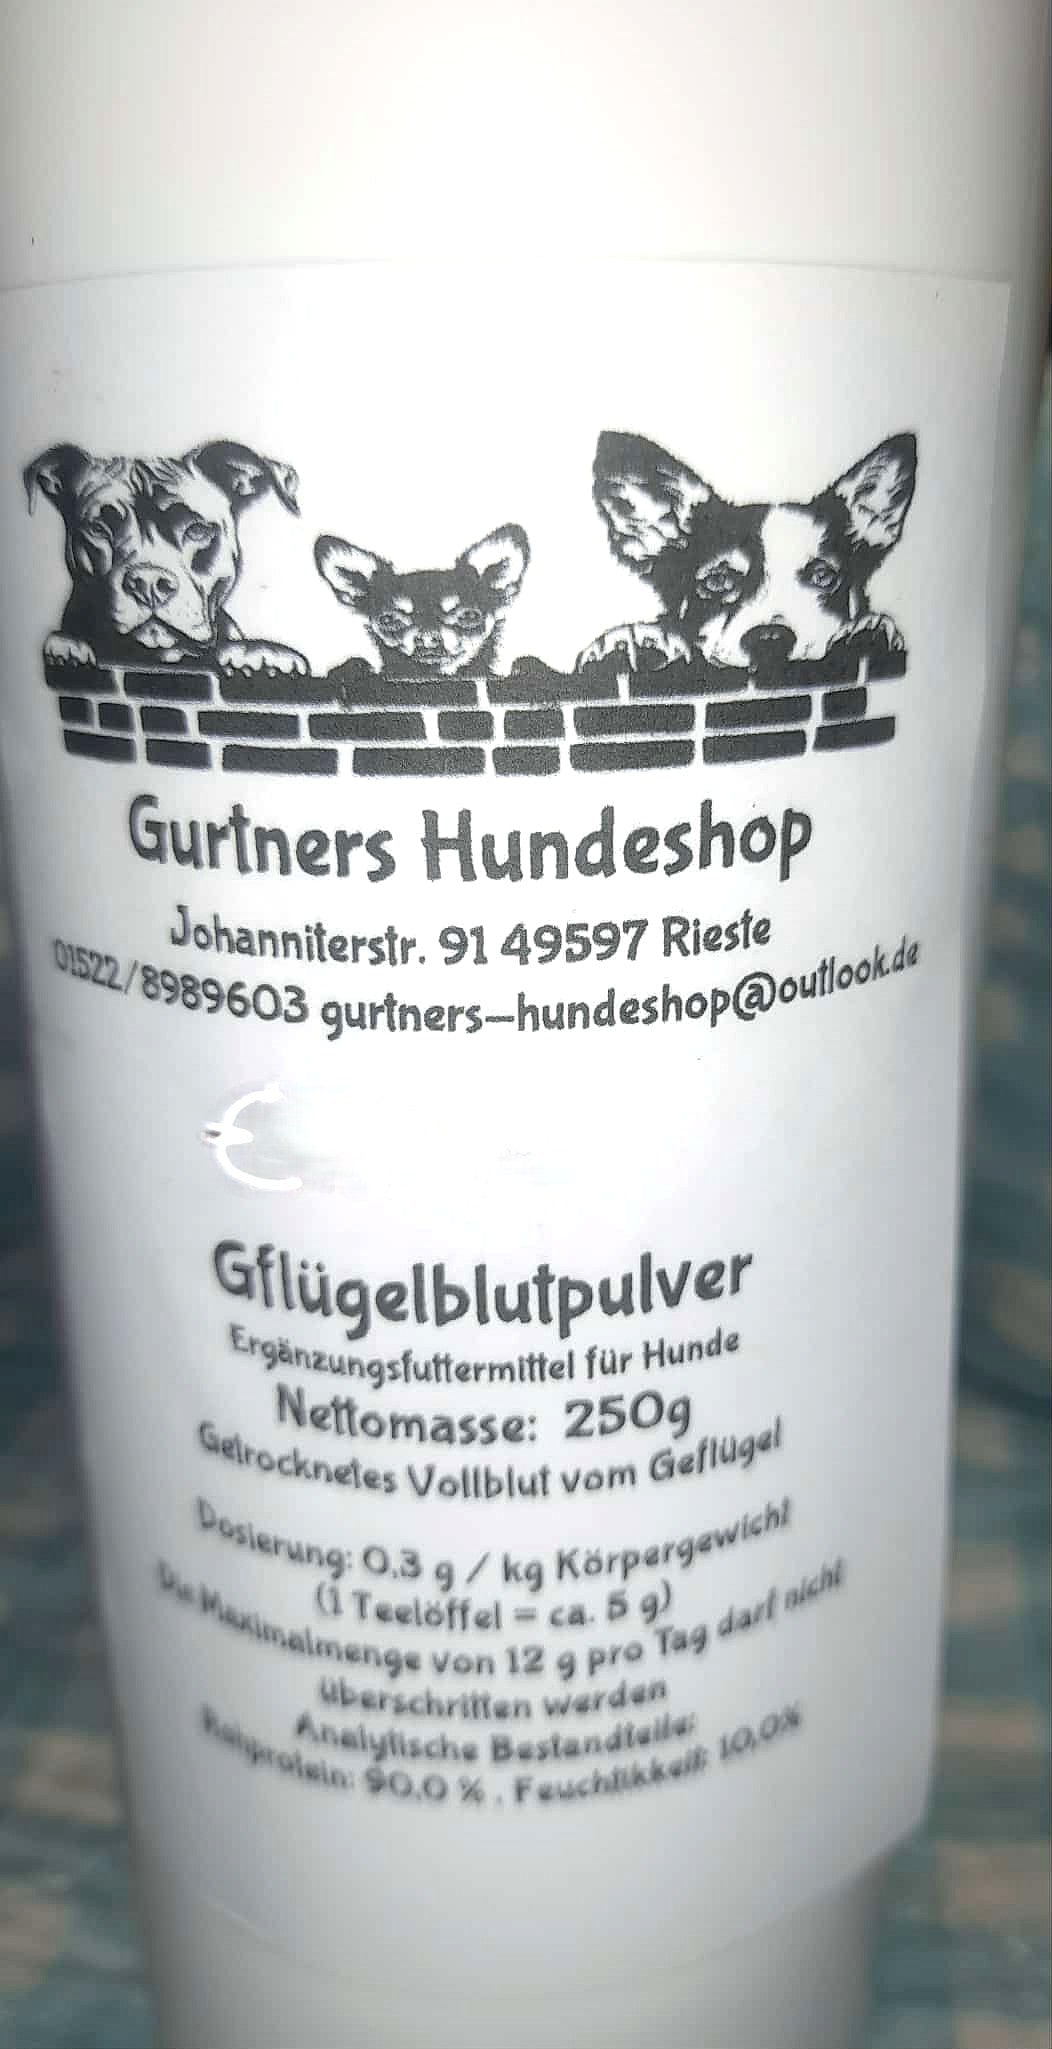 Gurtners Hundeshop
Johanniterstr. 91 49597 Rieste
01522/8989603 gurtners-hundeshop@outlook.de
€
Gflügelblutpulver
Ergänzungsfuttermittel für Hunde
Nettomasse: 250g
Getrocknetes Vollblut vom Geflügel
Dosierung: 0,3 g / kg Körpergewicht
(1 Teelöffel = ca. 5 g)
Die Maximalmenge von 12 g pro Tag darf nicht
überschritten werden
Analytische Bestandteile:
Rohprotein: 90,0 % . Feuchtikkeit: 10,0%